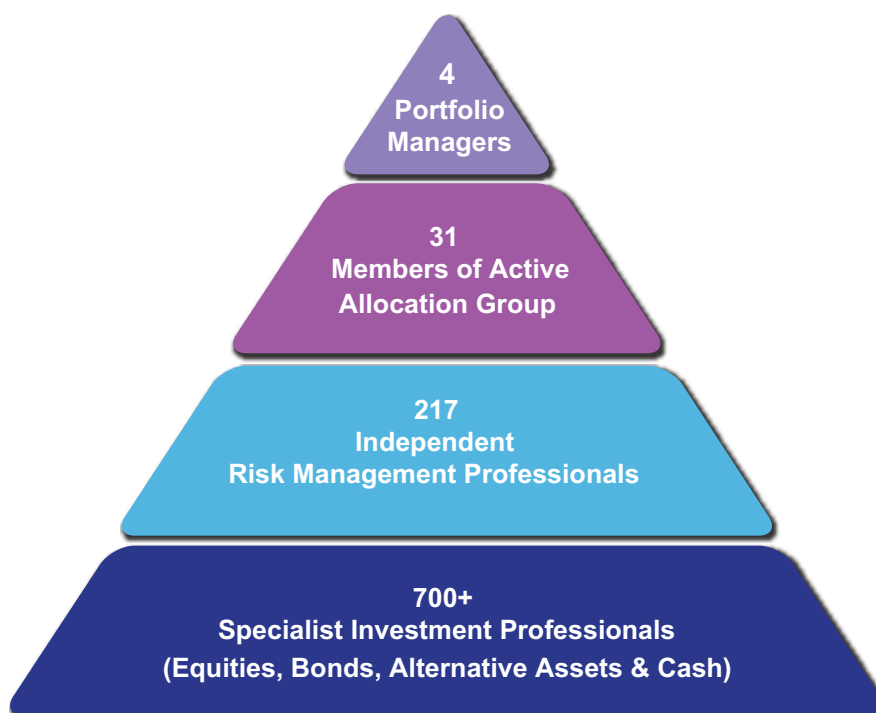 4
Portfolio
Managers
31
Members of Active
Allocation Group
217
Independent
Risk Management Professionals
700+
Specialist Investment Professionals
(Equities, Bonds, Alternative Assets & Cash)